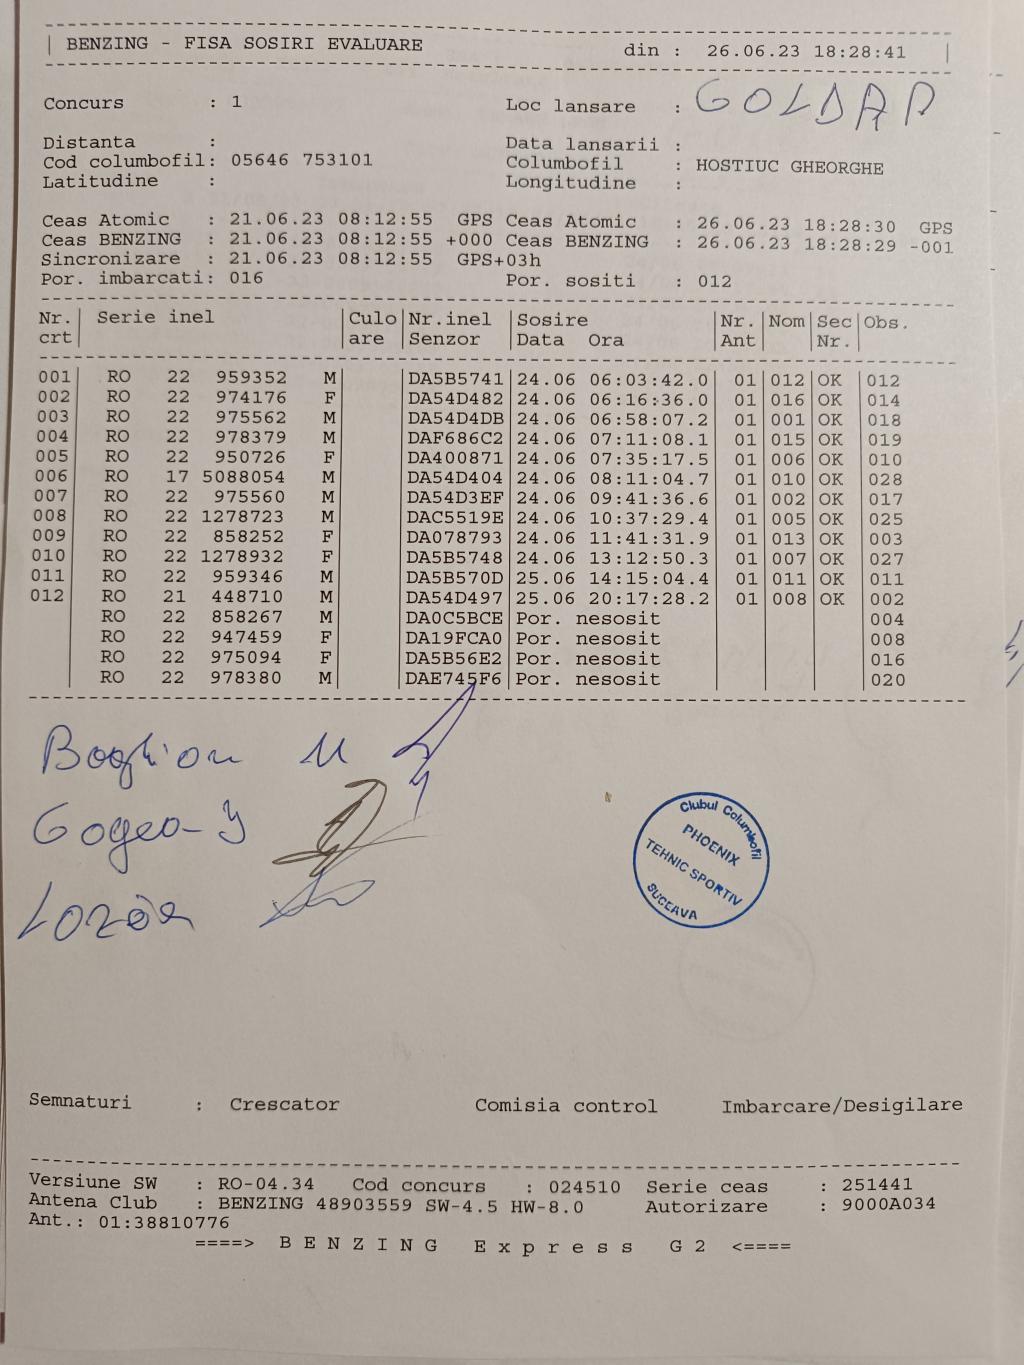 BENZING - FISA SOSIRI EVALUARE din : 26.06.23 18:28:41
Concurs : 1 Loc lansare : GOLDAP
Distanta : Data lansarii :
Cod columbofil: 05646 753101 Columbofil : HOSTIUC GHEORGHE
Latitudine : Longitudine :
Ceas Atomic : 21.06.23 08:12:55 GPS Ceas Atomic : 26.06.23 18:28:30 GPS
Ceas BENZING : 21.06.23 08:12:55 +000 Ceas BENZING : 26.06.23 18:28:29 -001
Sincronizare : 21.06.23 08:12:55 GPS+03h
Por. imbarcati: 016 Por. sositi : 012
Nr. | Serie inel | Culo | Nr.inel | Sosire | Nr. | Nom | Sec | Obs.
crt | | are | Senzor | Data Ora | Ant | | Nr. |
001 RO 22 959352 M DA5B5741 24.06 06:03:42.0 01 012 OK 012
002 RO 22 974176 F DA54D482 24.06 06:16:36.0 01 016 OK 014
003 RO 22 975562 M DA54D4DB 24.06 06:58:07.2 01 001 OK 018
004 RO 22 978379 M DAF686C2 24.06 07:11:08.1 01 015 OK 019
005 RO 22 950726 F DA400871 24.06 07:35:17.5 01 006 OK 010
006 RO 17 5088054 M DA54D404 24.06 08:11:04.7 01 010 OK 028
007 RO 22 975560 M DA54D3EF 24.06 09:41:36.6 01 002 OK 017
008 RO 22 1278723 M DAC5519E 24.06 10:37:29.4 01 005 OK 025
009 RO 22 858252 F DA078793 24.06 11:41:31.9 01 013 OK 003
010 RO 22 1278932 F DA5B5748 24.06 13:12:50.3 01 007 OK 027
011 RO 22 959346 M DA5B570D 25.06 14:15:04.4 01 011 OK 011
012 RO 21 448710 M DA54D497 25.06 20:17:28.2 01 008 OK 002
RO 22 858267 M DA0C5BCE Por. nesosit 004
RO 22 947459 F DA19FCA0 Por. nesosit 008
RO 22 975094 F DA5B56E2 Por. nesosit 016
RO 22 978380 M DAE745F6 Por. nesosit 020
Clubul Columbofil
PHOENIX
TEHNIC SPORTIV
SUCEAVA
Semnaturi : Crescator Comisia control Imbarcare/Desigilare
Versiune SW : RO-04.34 Cod concurs : 024510 Serie ceas : 251441
Antena Club : BENZING 48903559 SW-4.5 HW-8.0 Autorizare : 9000A034
Ant.: 01:38810776
====> B E N Z I N G E x p r e s s G 2 <====